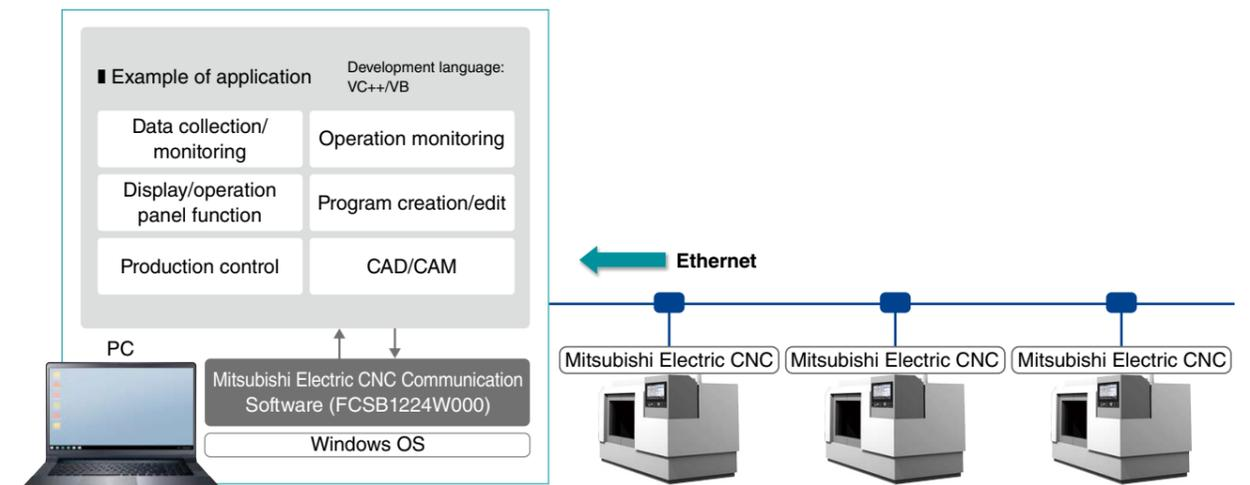 Example of application
Development language:
VC++/VB
Data collection/
monitoring
Operation monitoring
Display/operation
panel function
Program creation/edit
Production control
CAD/CAM
Ethernet
PC
Mitsubishi Electric CNC Communication
Software (FCSB1224W000)
Windows OS
Mitsubishi Electric CNC
Mitsubishi Electric CNC
Mitsubishi Electric CNC